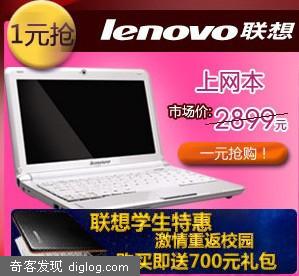 1元抢
lenovo联想
上网本
市场价: 2899元
一元抢购！
lenovo
联想学生特惠
激情重返校园
购买即送700元礼包
奇客发现 diglog.com